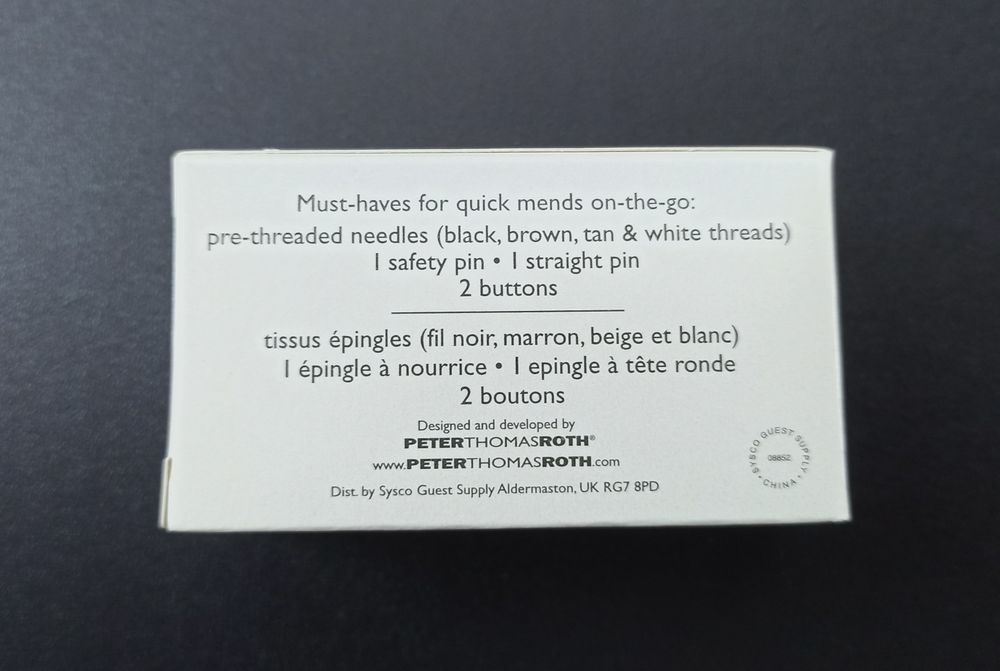 Must-haves for quick mends on-the-go:
pre-threaded needles (black, brown, tan & white threads)
1 safety pin • 1 straight pin
2 buttons
tissus épingles (fil noir, marron, beige et blanc)
1 épingle à nourrice • 1 epingle à tête ronde
2 boutons
Designed and developed by
PETERTHOMASROTH®
www.PETERTHOMASROTH.com
Dist. by Sysco Guest Supply Aldermaston, UK RG7 8PD
SYSCO GUEST SUPPLY
08852
• CHINA •